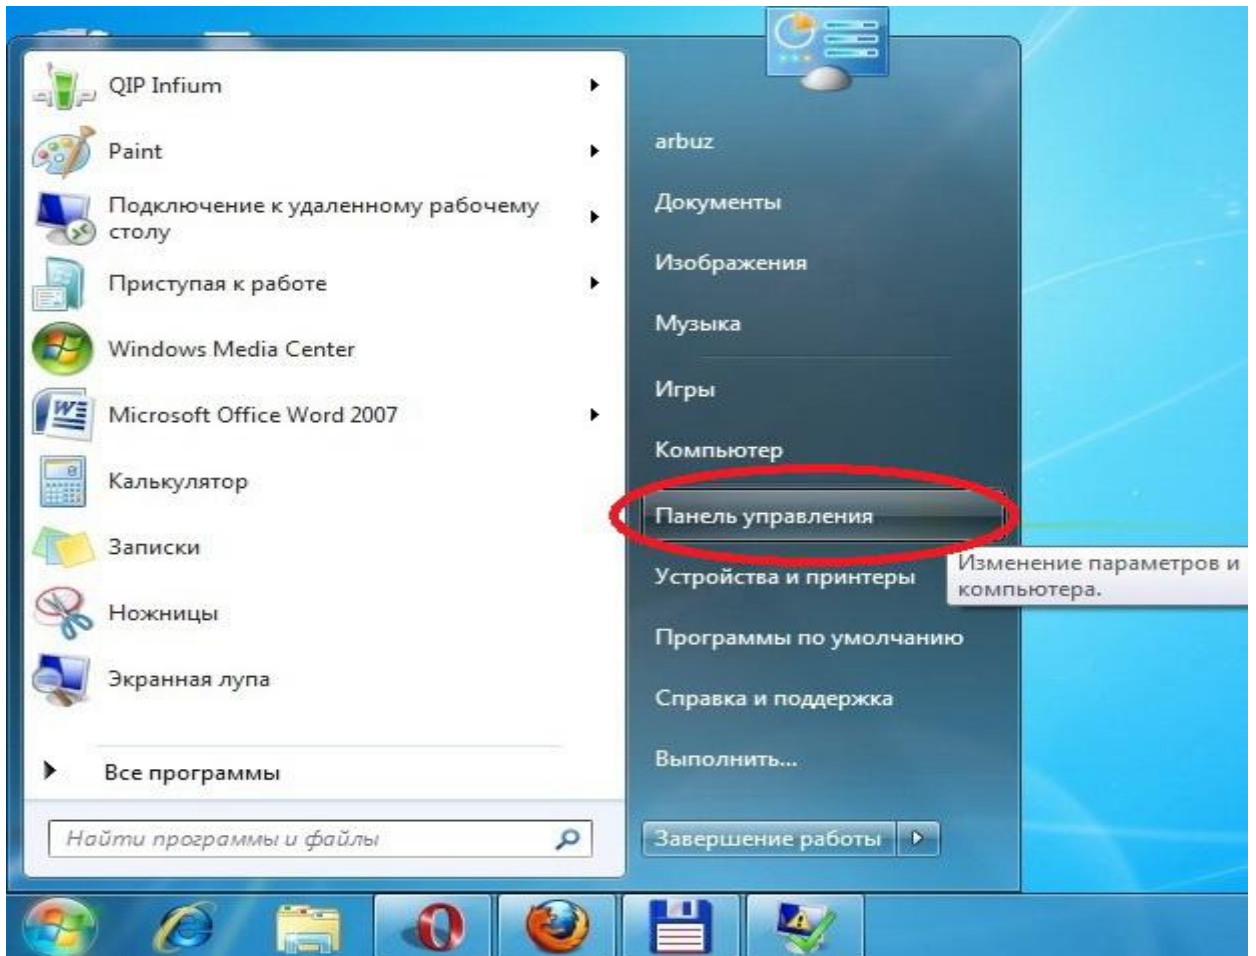 QIP Infium
Paint
Подключение к удаленному рабочему
столу
Приступая к работе
Windows Media Center
Microsoft Office Word 2007
Калькулятор
Записки
Ножницы
Экранная лупа
Все программы
Найти программы и файлы
arbuz
Документы
Изображения
Музыка
Игры
Компьютер
Панель управления
Устройства и принтеры
Программы по умолчанию
Справка и поддержка
Выполнить...
Завершение работы
Изменение параметров и
компьютера.